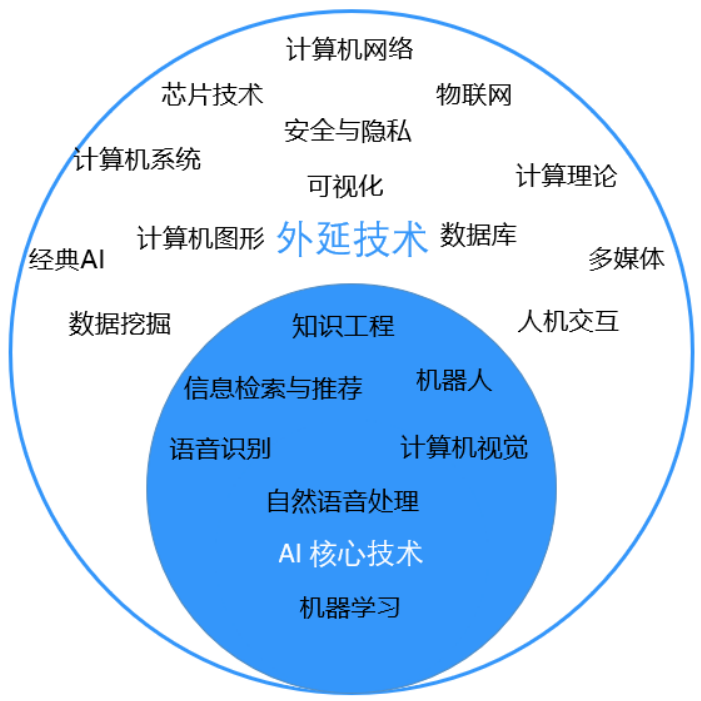 计算机网络
芯片技术
物联网
安全与隐私
计算机系统
计算理论
可视化
计算机图形
外延技术
数据库
经典AI
多媒体
数据挖掘
人机交互
知识工程
信息检索与推荐
机器人
语音识别
计算机视觉
自然语音处理
AI 核心技术
机器学习